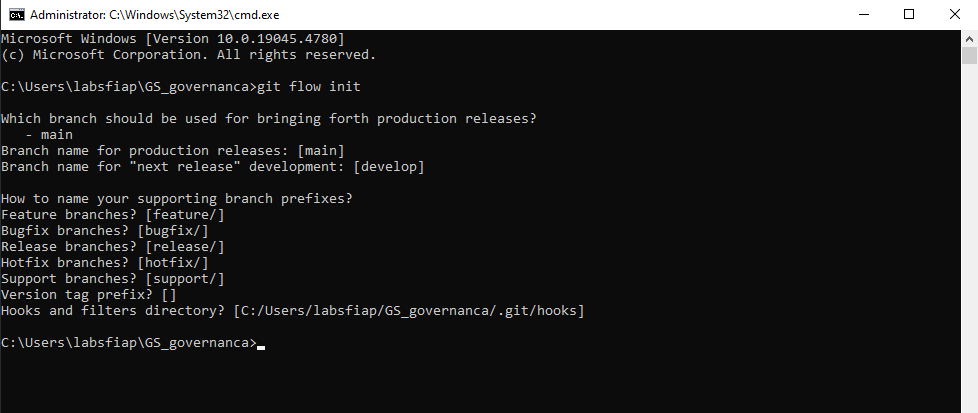 Administrator: C:\Windows\System32\cmd.exe
Microsoft Windows [Version 10.0.19045.4780]
(c) Microsoft Corporation. All rights reserved.
C:\Users\labsfiap\GS_governanca>git flow init
Which branch should be used for bringing forth production releases?
   - main
Branch name for production releases: [main]
Branch name for "next release" development: [develop]
How to name your supporting branch prefixes?
Feature branches? [feature/]
Bugfix branches? [bugfix/]
Release branches? [release/]
Hotfix branches? [hotfix/]
Support branches? [support/]
Version tag prefix? []
Hooks and filters directory? [C:/Users/labsfiap/GS_governanca/.git/hooks]
C:\Users\labsfiap\GS_governanca>